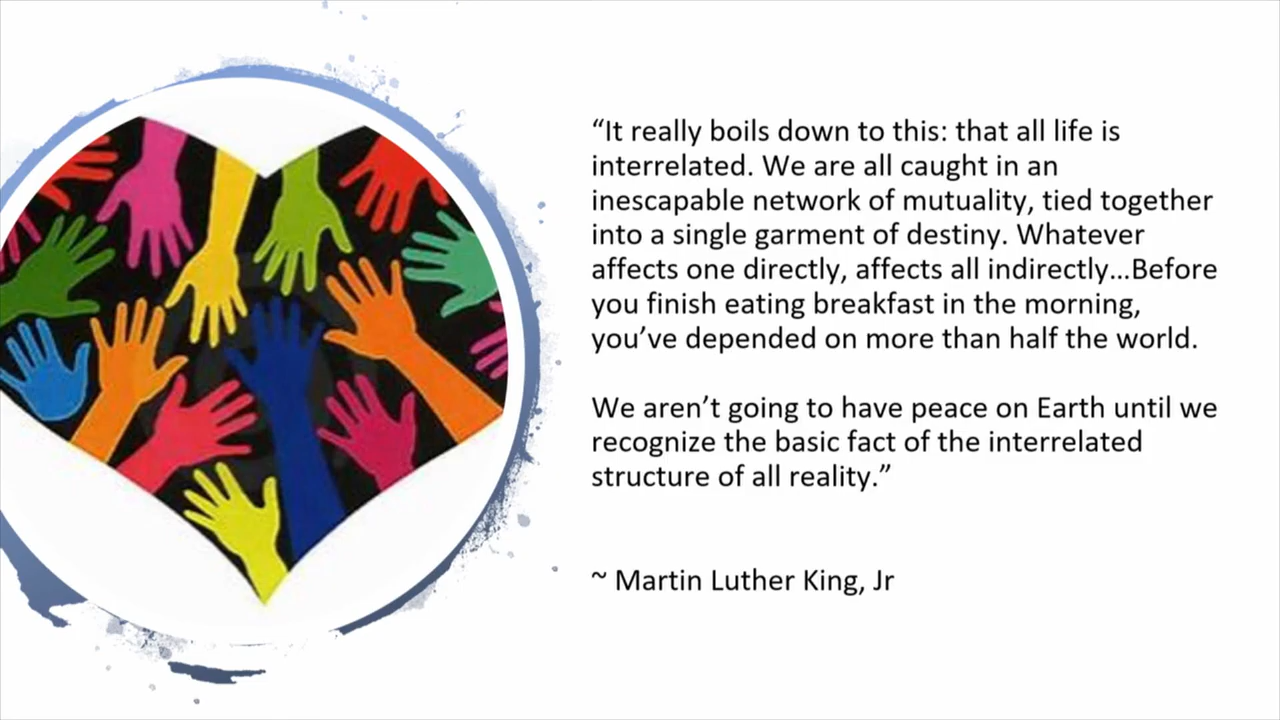 “It really boils down to this: that all life is
interrelated. We are all caught in an
inescapable network of mutuality, tied together
into a single garment of destiny. Whatever
affects one directly, affects all indirectly…Before
you finish eating breakfast in the morning,
you’ve depended on more than half the world.
We aren’t going to have peace on Earth until we
recognize the basic fact of the interrelated
structure of all reality.”
~ Martin Luther King, Jr